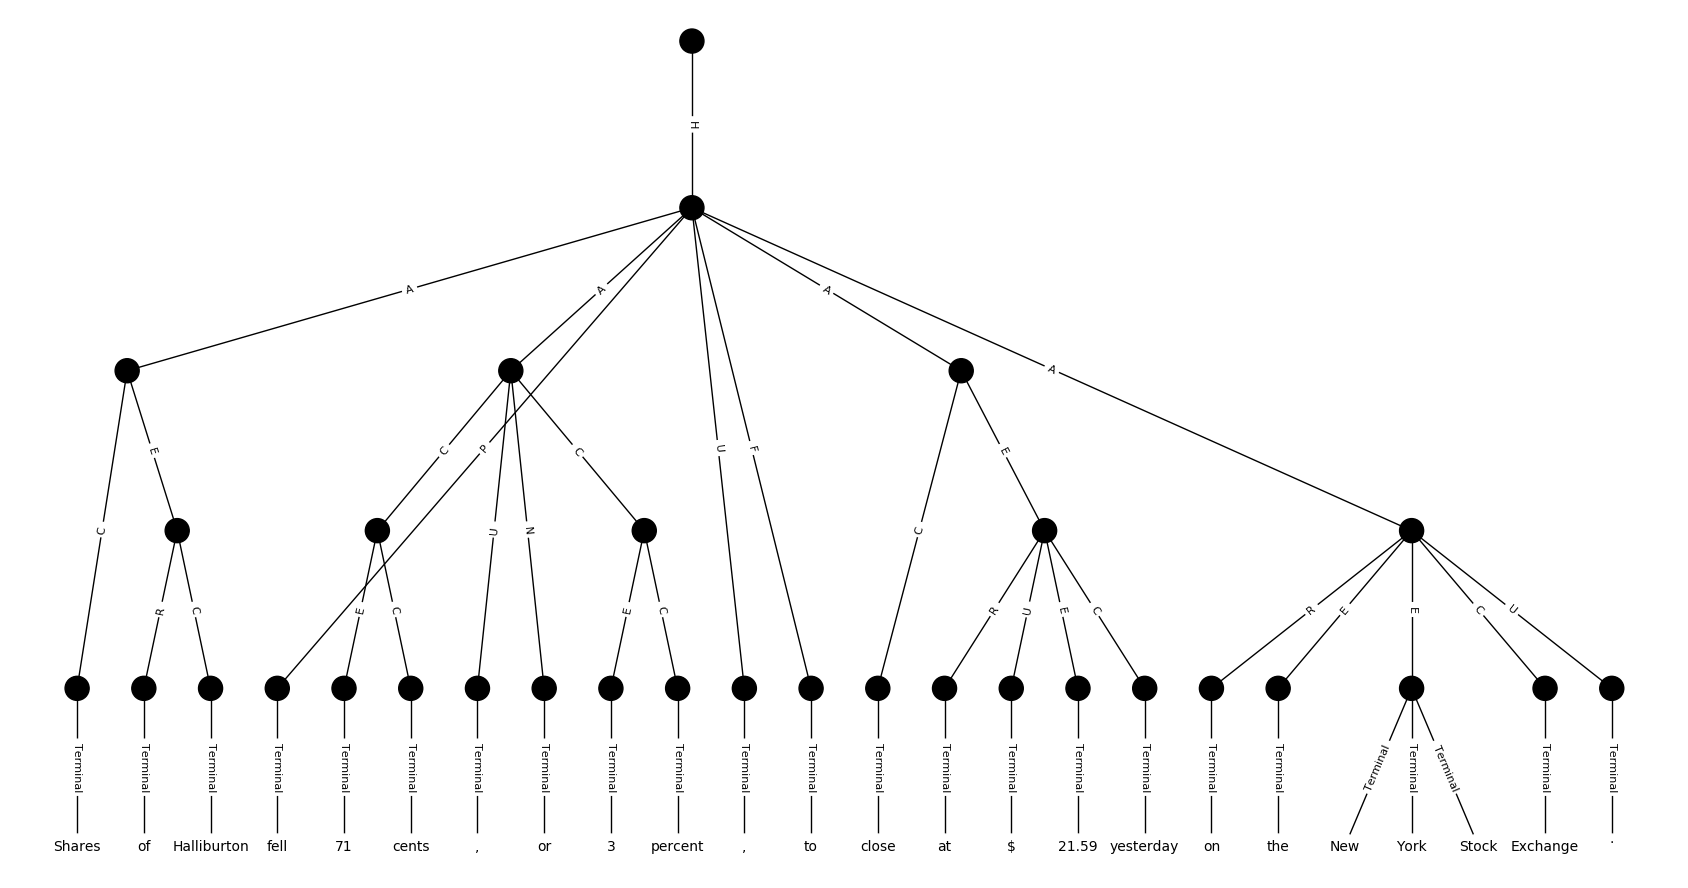 H
A A A A
C E C P C U F C E
C U N
R C E C E C R U E C R E E C U
Terminal Terminal Terminal Terminal Terminal Terminal Terminal Terminal Terminal Terminal Terminal Terminal Terminal Terminal Terminal Terminal Terminal Terminal Terminal Terminal Terminal Terminal Terminal Terminal
Shares of Halliburton fell 71 cents , or 3 percent , to close at $ 21.59 yesterday on the New York Stock Exchange .